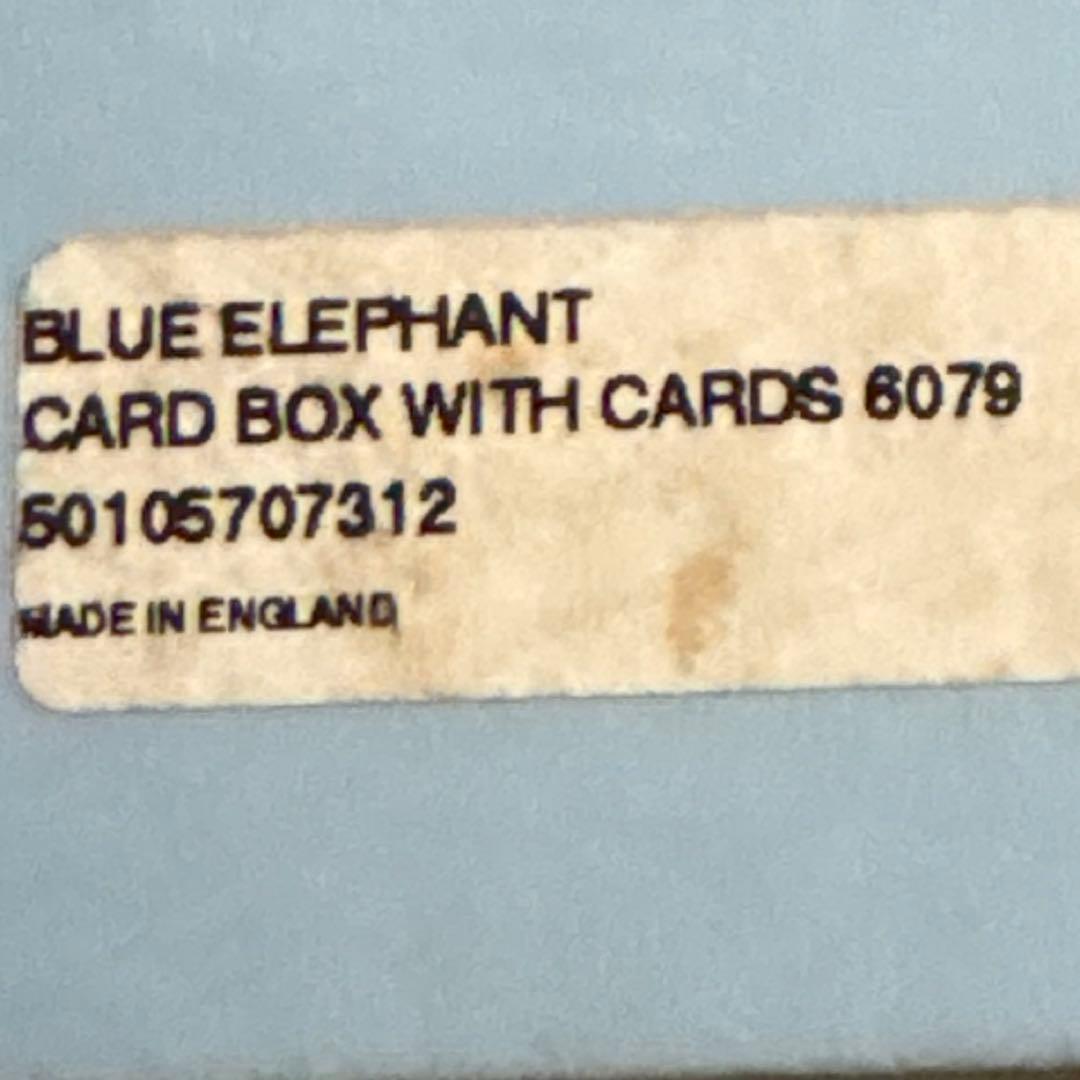 BLUE ELEPHANT
CARD BOX WITH CARDS 6079
50105707312
MADE IN ENGLAND